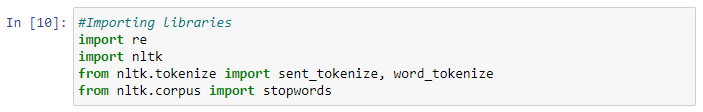 In [10]: #Importing libraries
import re
import nltk
from nltk.tokenize import sent_tokenize, word_tokenize
from nltk.corpus import stopwords